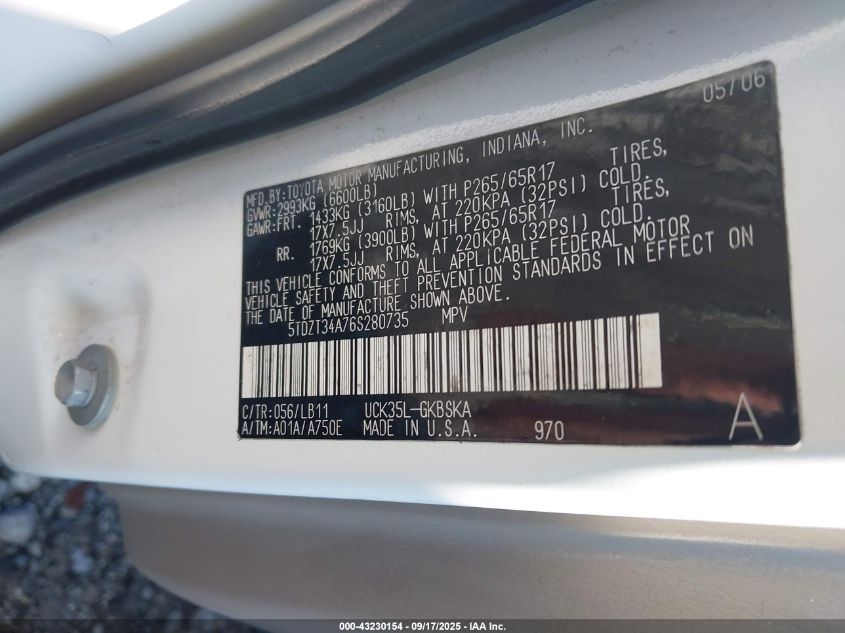 05/06
MFD.BY:TOYOTA MOTOR MANUFACTURING, INDIANA, INC.
GVWR:2993KG (6600LB)
GAWR:FRT. 1433KG (3160LB) WITH P265/65R17 TIRES,
17X7.5JJ RIMS, AT 220KPA (32PSI) COLD.
RR. 1769KG (3900LB) WITH P265/65R17 TIRES,
17X7.5JJ RIMS, AT 220KPA (32PSI) COLD.
THIS VEHICLE CONFORMS TO ALL APPLICABLE FEDERAL MOTOR
VEHICLE SAFETY AND THEFT PREVENTION STANDARDS IN EFFECT ON
THE DATE OF MANUFACTURE SHOWN ABOVE.
5TDZT34A76S280735 MPV
C/TR:056/LB11 UCK35L-GKBSKA
A/TM:A01A/A750E MADE IN U.S.A. 970 A
000-43230154 - 09/17/2025 - IAA Inc.